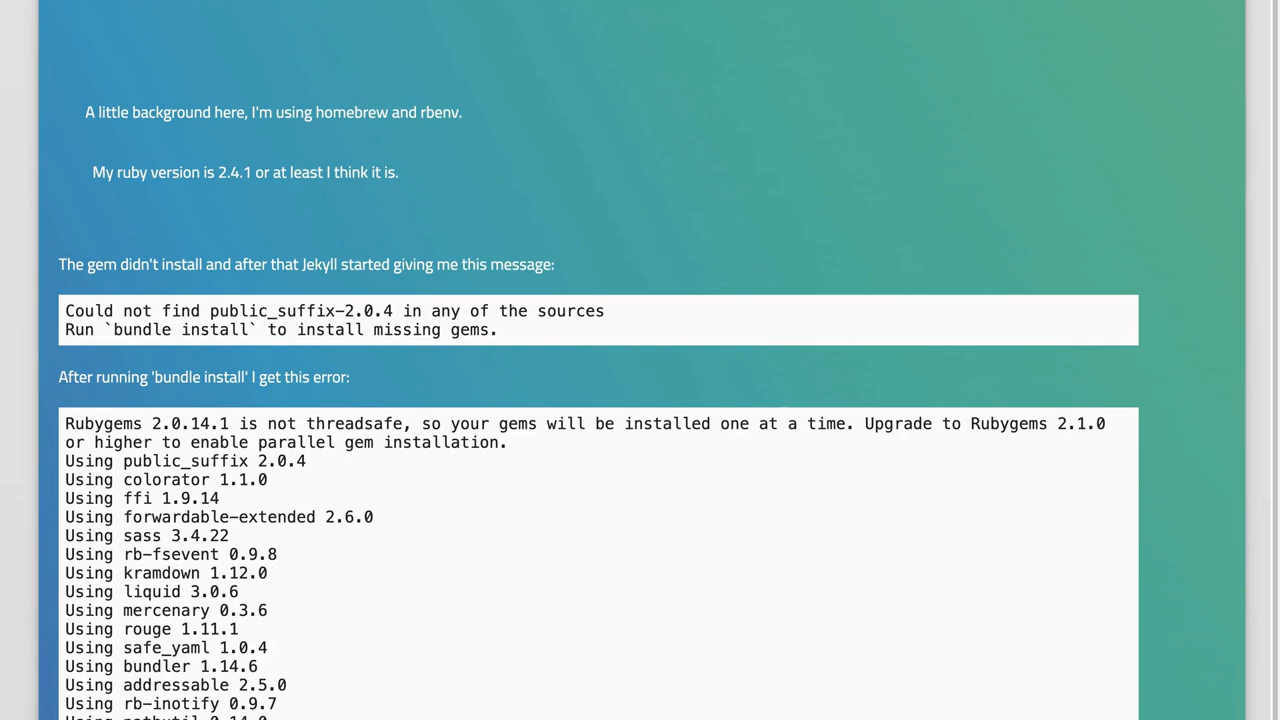 A little background here, I'm using homebrew and rbenv.
My ruby version is 2.4.1 or at least I think it is.
The gem didn't install and after that Jekyll started giving me this message:
Could not find public_suffix-2.0.4 in any of the sources
Run `bundle install` to install missing gems.
After running 'bundle install' I get this error:
Rubygems 2.0.14.1 is not threadsafe, so your gems will be installed one at a time. Upgrade to Rubygems 2.1.0
or higher to enable parallel gem installation.
Using public_suffix 2.0.4
Using colorator 1.1.0
Using ffi 1.9.14
Using forwardable-extended 2.6.0
Using sass 3.4.22
Using rb-fsevent 0.9.8
Using kramdown 1.12.0
Using liquid 3.0.6
Using mercenary 0.3.6
Using rouge 1.11.1
Using safe_yaml 1.0.4
Using bundler 1.14.6
Using addressable 2.5.0
Using rb-inotify 0.9.7